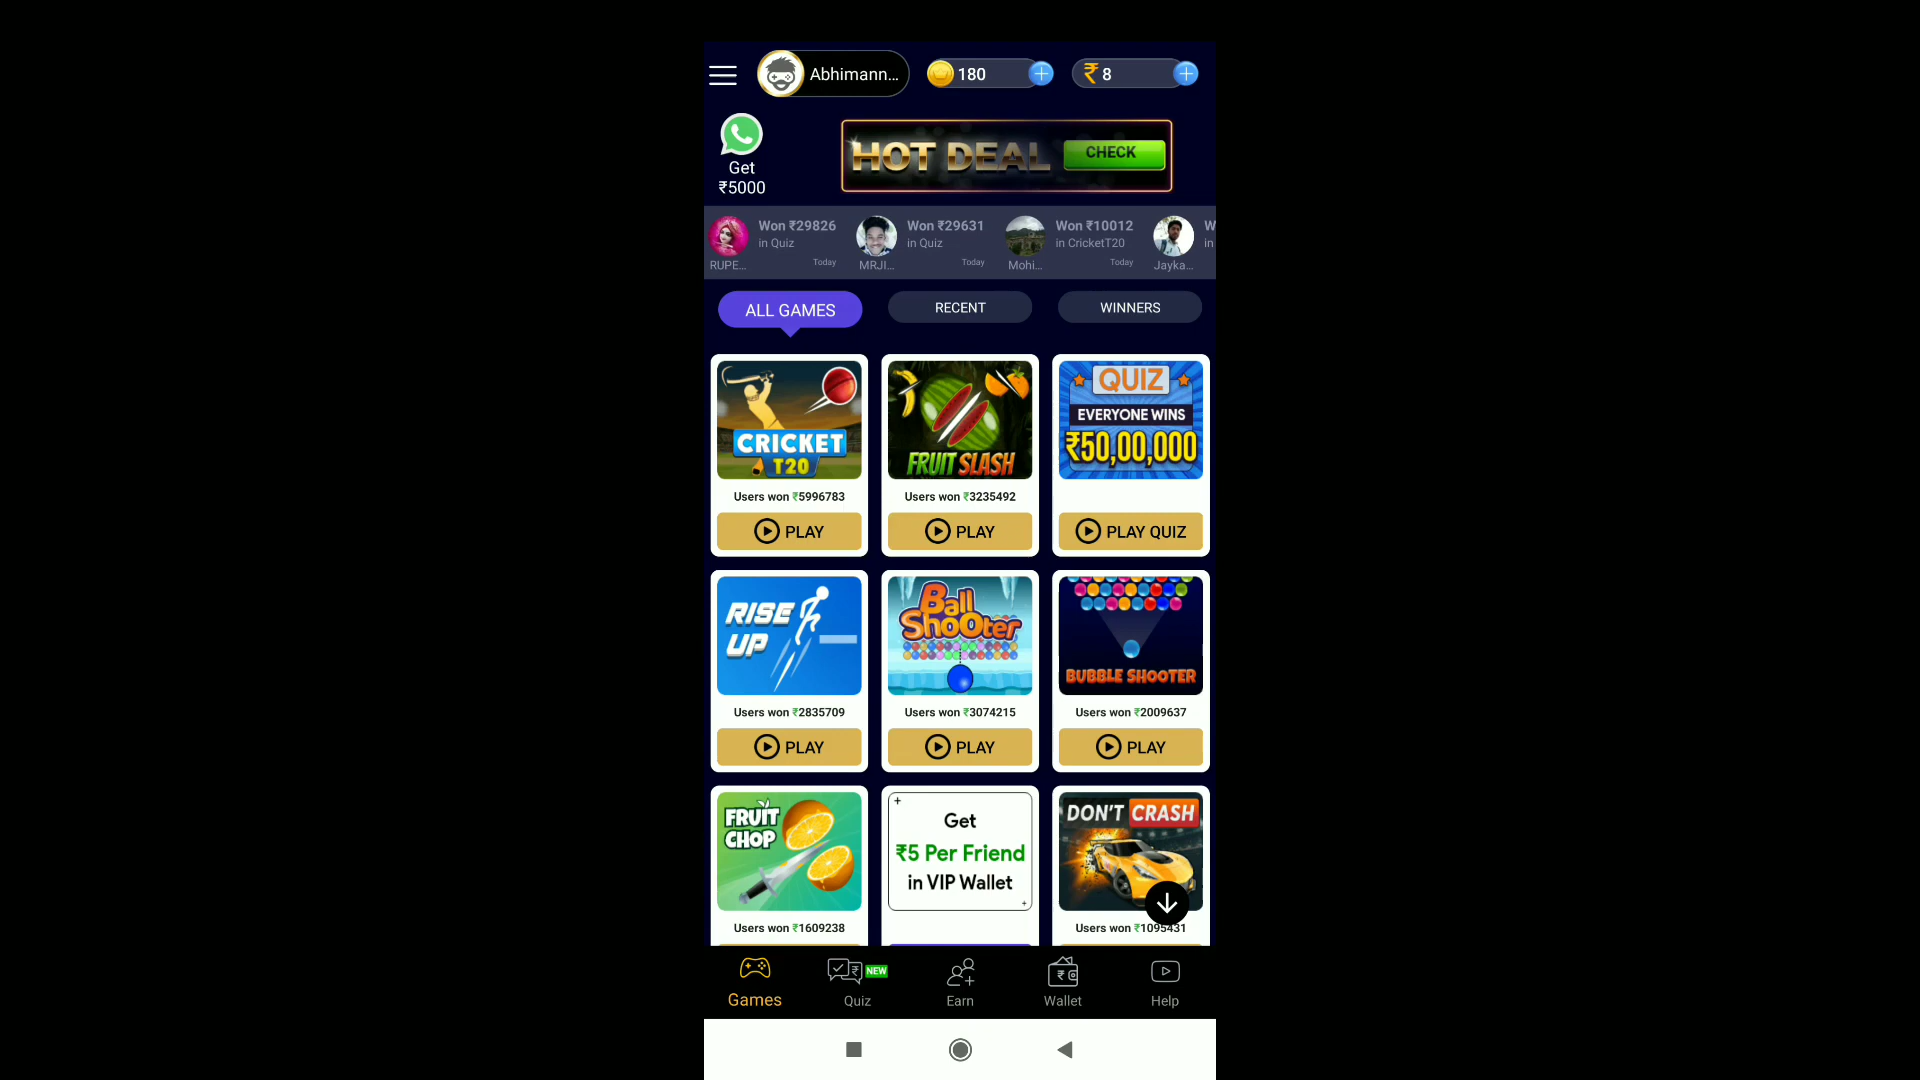 Abhimann...
180
₹ 8
Get
₹5000
HOT DEAL
CHECK
Won ₹29826
in Quiz
Today
RUPE...
Won ₹29631
in Quiz
Today
MRJI...
Won ₹10012
in CricketT20
Today
Mohi...
W
in
Jayka...
ALL GAMES
RECENT
WINNERS
CRICKET
T20
Users won ₹5996783
PLAY
FRUIT SLASH
Users won ₹3235492
PLAY
QUIZ
EVERYONE WINS
₹50,00,000
PLAY QUIZ
RISE
UP
Users won ₹2835709
PLAY
Ball
Shooter
Users won ₹3074215
PLAY
BUBBLE SHOOTER
Users won ₹2009637
PLAY
FRUIT
CHOP
Users won ₹1609238
Get
₹5 Per Friend
in VIP Wallet
DON'T CRASH
Users won ₹1095431
Games
NEW
Quiz
Earn
₹
Wallet
Help